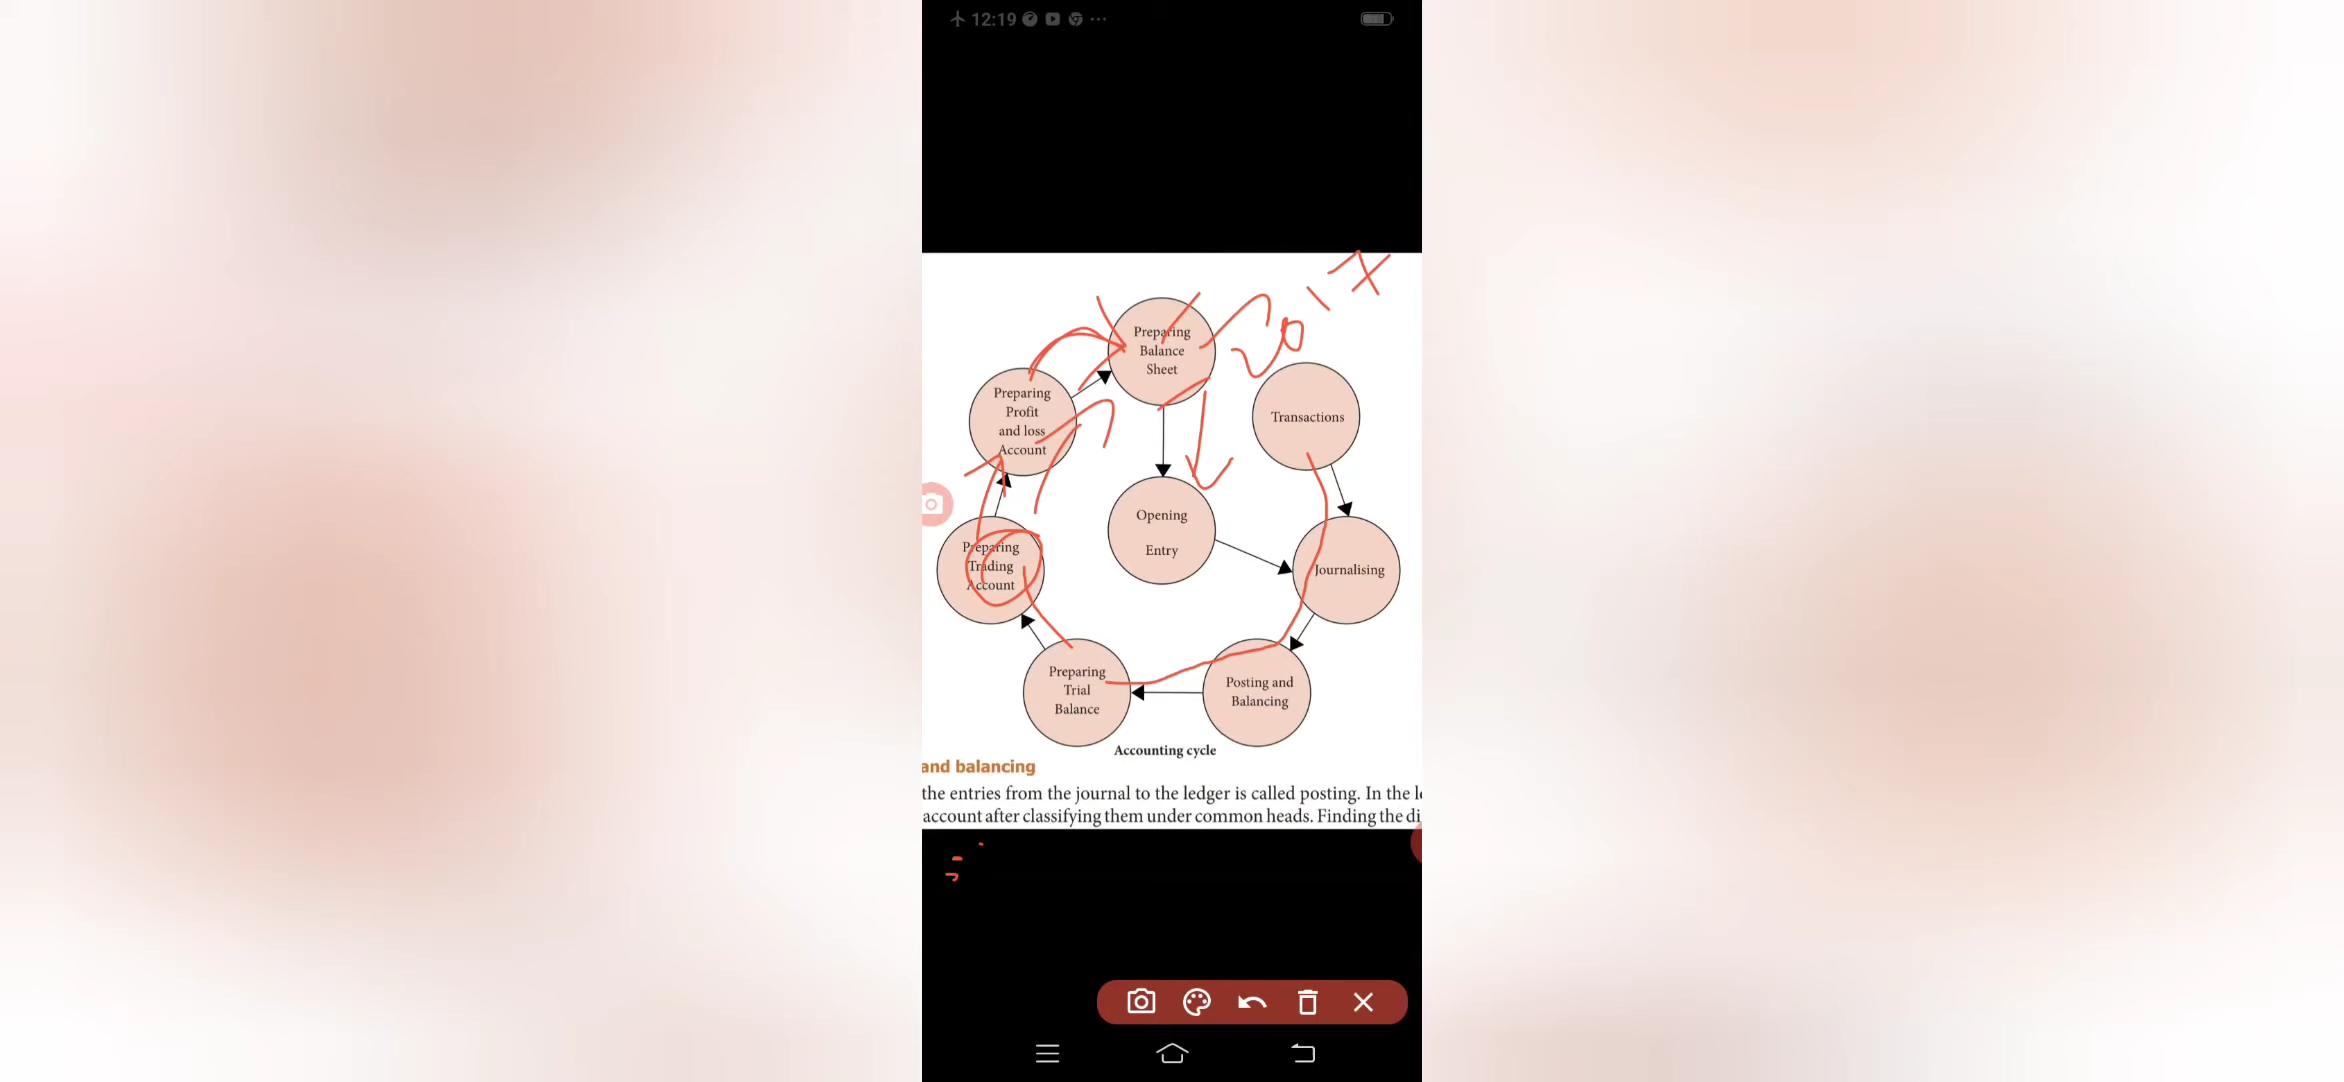 12:19
2017
Preparing
Balance
Sheet
Preparing
Profit
and loss
Account
Transactions
Opening
Entry
Preparing
Trading
Account
Journalising
Preparing
Trial
Balance
Posting and
Balancing
Accounting cycle
and balancing
the entries from the journal to the ledger is called posting. In the
account after classifying them under common heads. Finding the